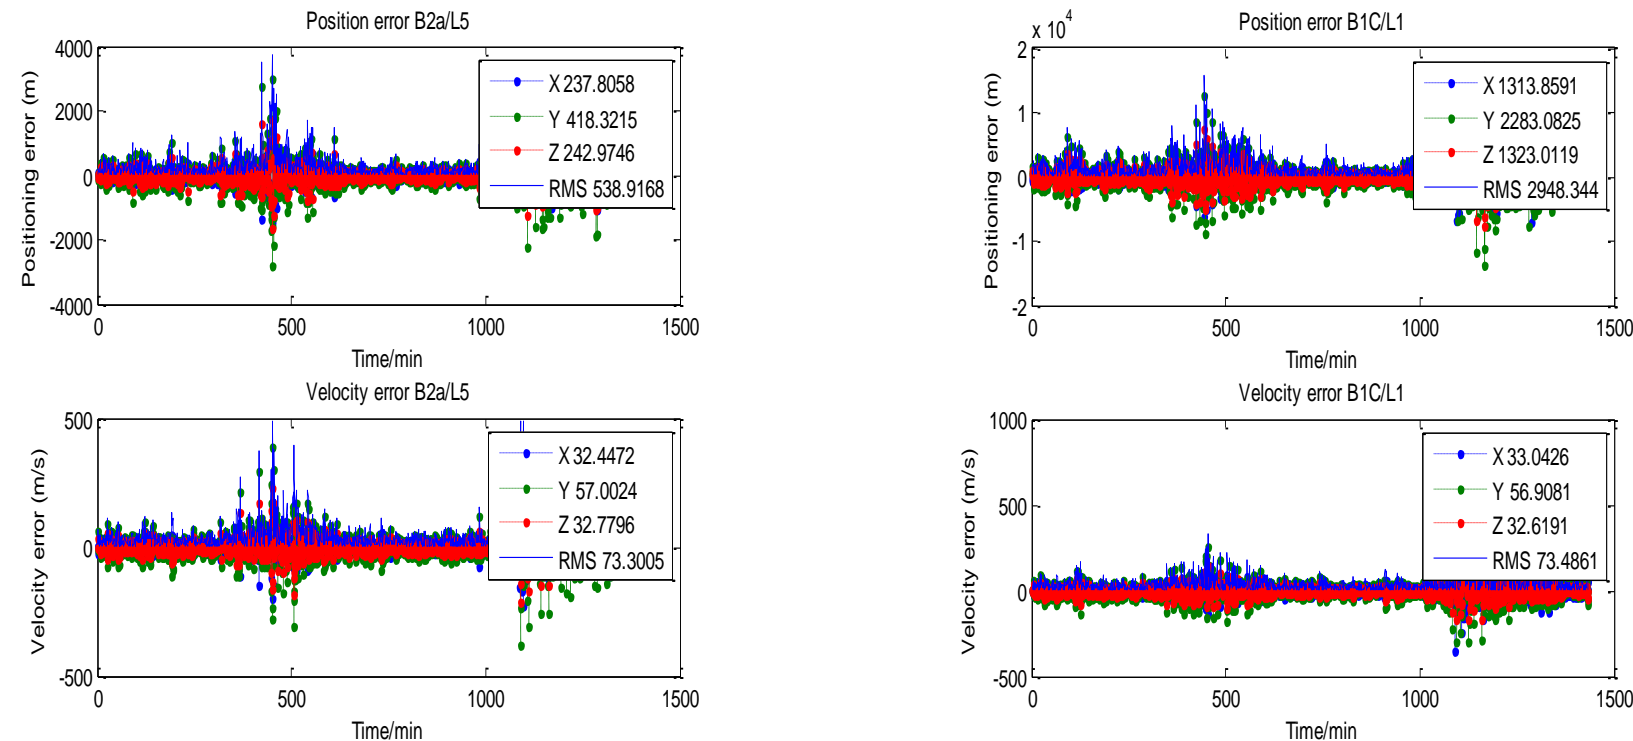 Position error B2a/L5
Positioning error (m)
4000
2000
0
-2000
-4000
0
500
1000
1500
Time/min
X 237.8058
Y 418.3215
Z 242.9746
RMS 538.9168
Position error B1C/L1
x 10^4
Positioning error (m)
2
1
0
-1
-2
0
500
1000
1500
Time/min
X 1313.8591
Y 2283.0825
Z 1323.0119
RMS 2948.344
Velocity error B2a/L5
Velocity error (m/s)
500
0
-500
0
500
1000
1500
Time/min
X 32.4472
Y 57.0024
Z 32.7796
RMS 73.3005
Velocity error B1C/L1
Velocity error (m/s)
1000
500
0
-500
0
500
1000
1500
Time/min
X 33.0426
Y 56.9081
Z 32.6191
RMS 73.4861